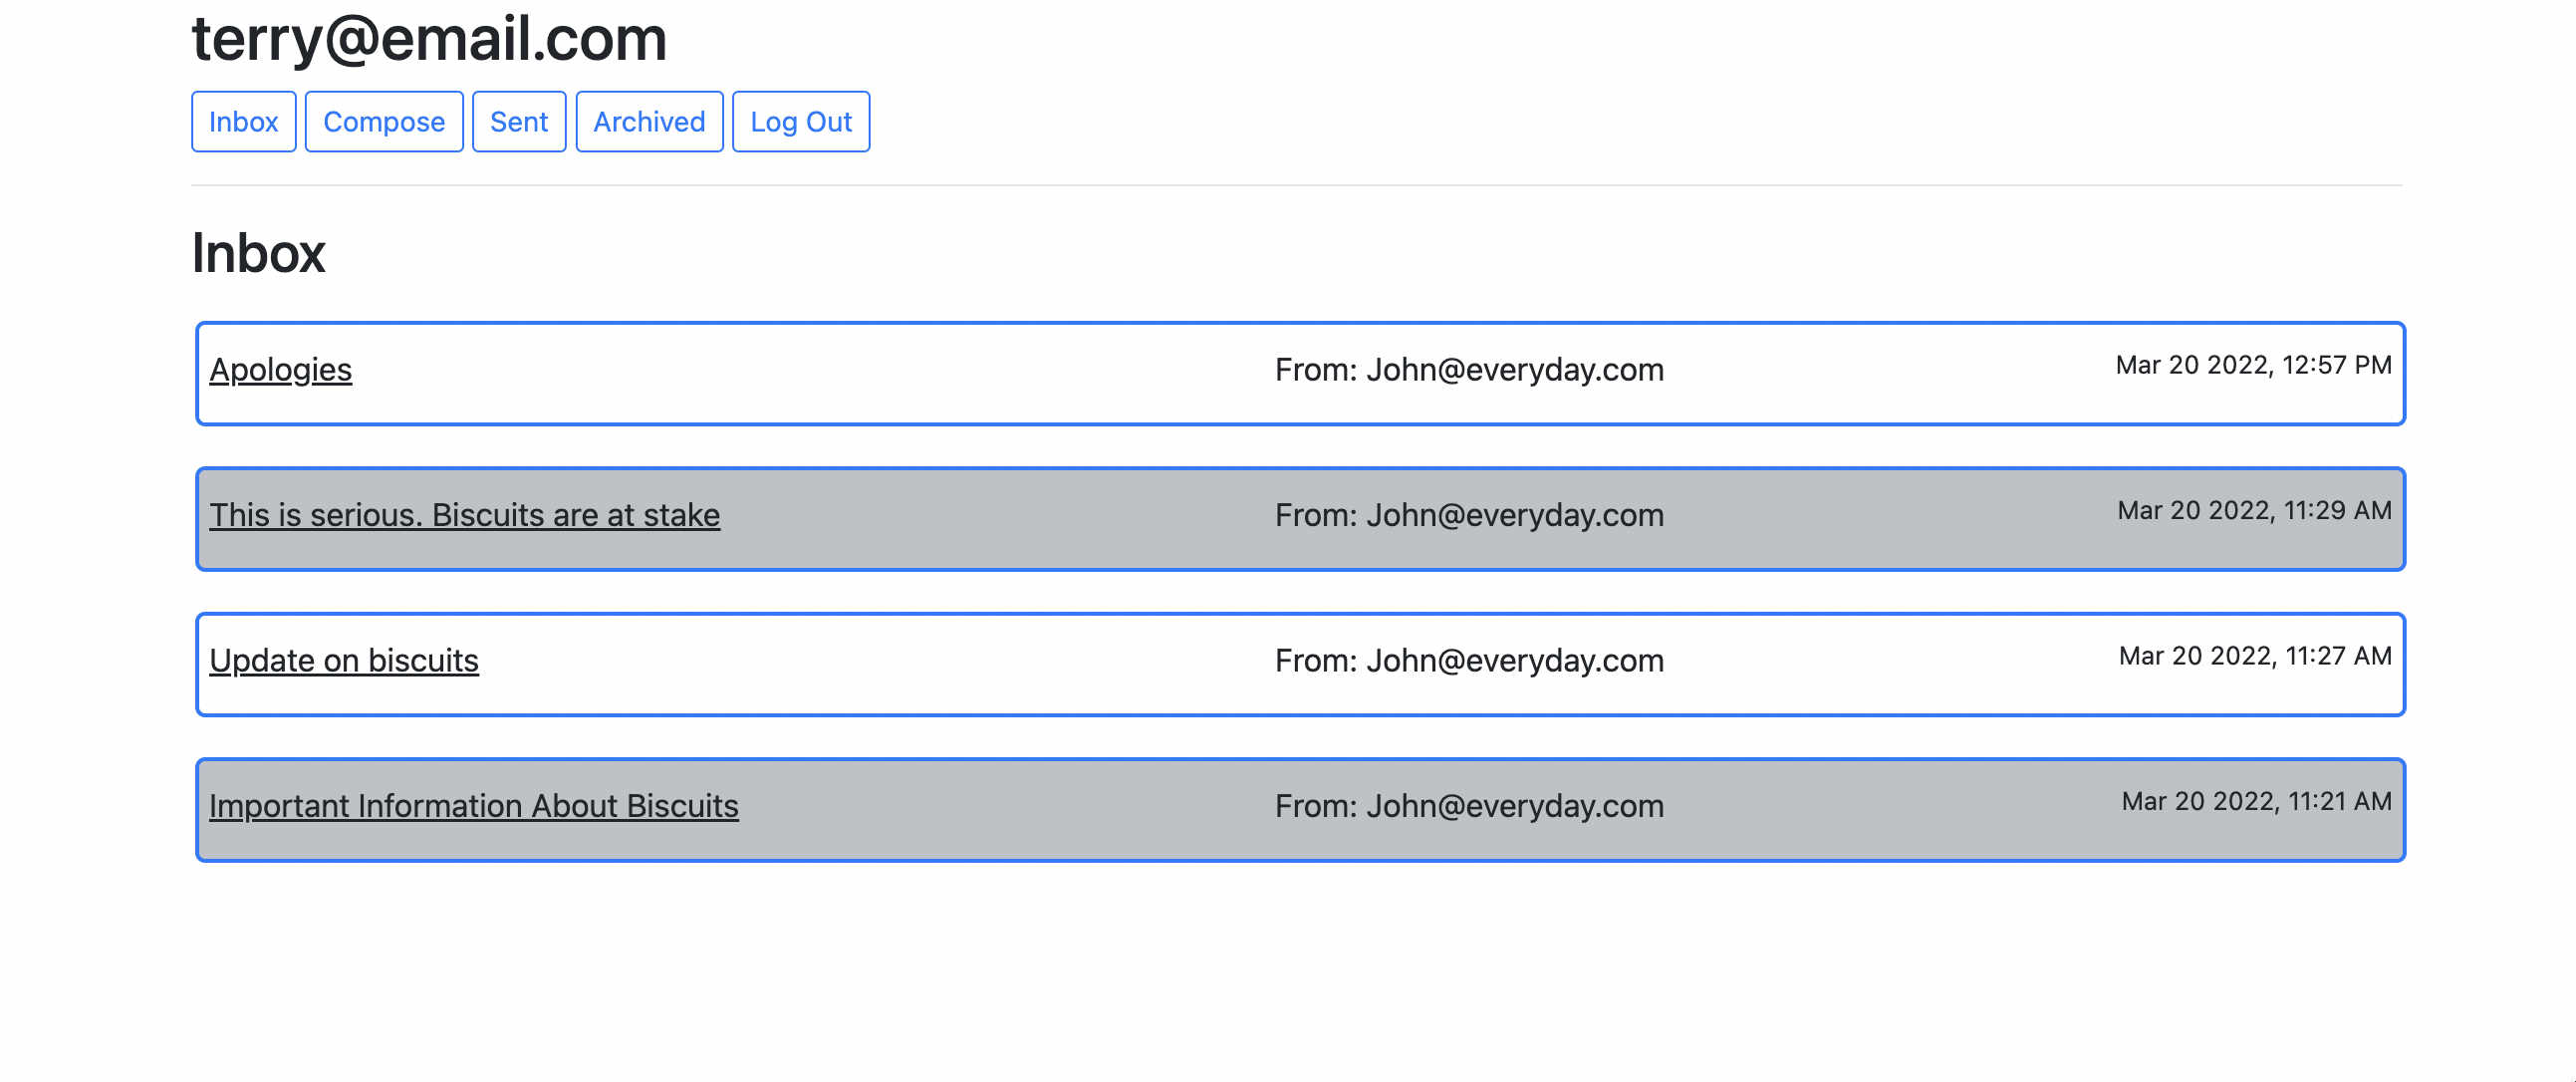 terry@email.com
Inbox Compose Sent Archived Log Out
Inbox
Apologies From: John@everyday.com Mar 20 2022, 12:57 PM
This is serious. Biscuits are at stake From: John@everyday.com Mar 20 2022, 11:29 AM
Update on biscuits From: John@everyday.com Mar 20 2022, 11:27 AM
Important Information About Biscuits From: John@everyday.com Mar 20 2022, 11:21 AM